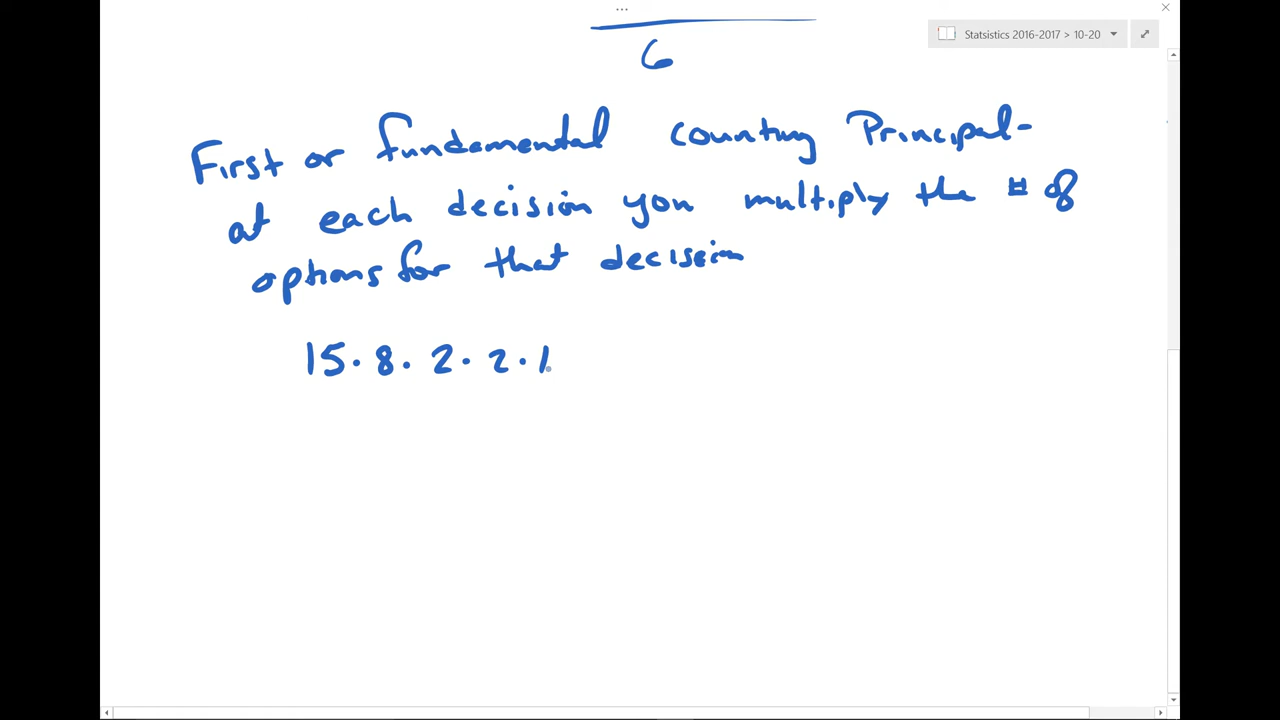 ...
Statsistics 2016-2017 > 10-20
6
First or fundamental counting Principal-
at each decision you multiply the # of
options for that decision
15 · 8 · 2 · 2 · 1